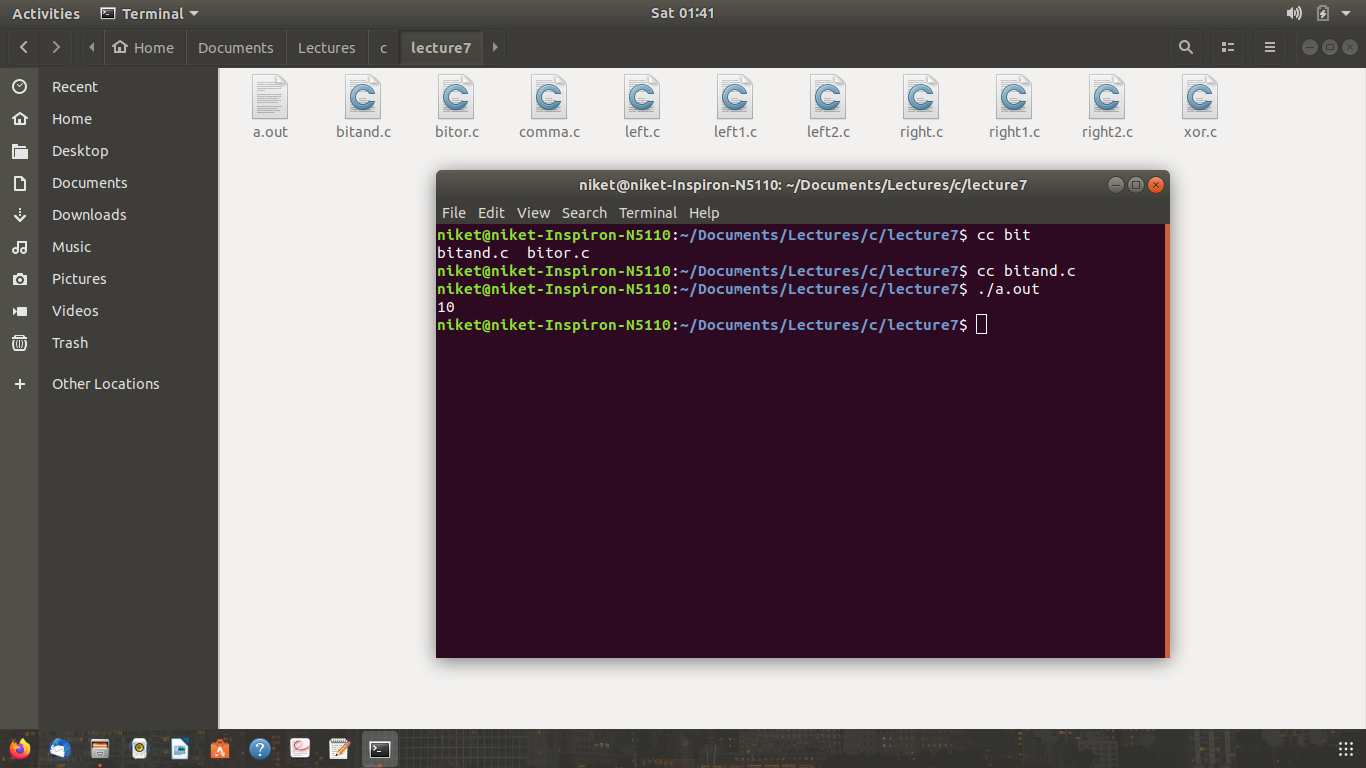 Activities Terminal Sat 01:41
Home Documents Lectures c lecture7
Recent
Home
Desktop
Documents
Downloads
Music
Pictures
Videos
Trash
Other Locations
a.out bitand.c bitor.c comma.c left.c left1.c left2.c right.c right1.c right2.c xor.c
niket@niket-Inspiron-N5110: ~/Documents/Lectures/c/lecture7
File Edit View Search Terminal Help
niket@niket-Inspiron-N5110:~/Documents/Lectures/c/lecture7$ cc bit
bitand.c  bitor.c
niket@niket-Inspiron-N5110:~/Documents/Lectures/c/lecture7$ cc bitand.c
niket@niket-Inspiron-N5110:~/Documents/Lectures/c/lecture7$ ./a.out
10
niket@niket-Inspiron-N5110:~/Documents/Lectures/c/lecture7$